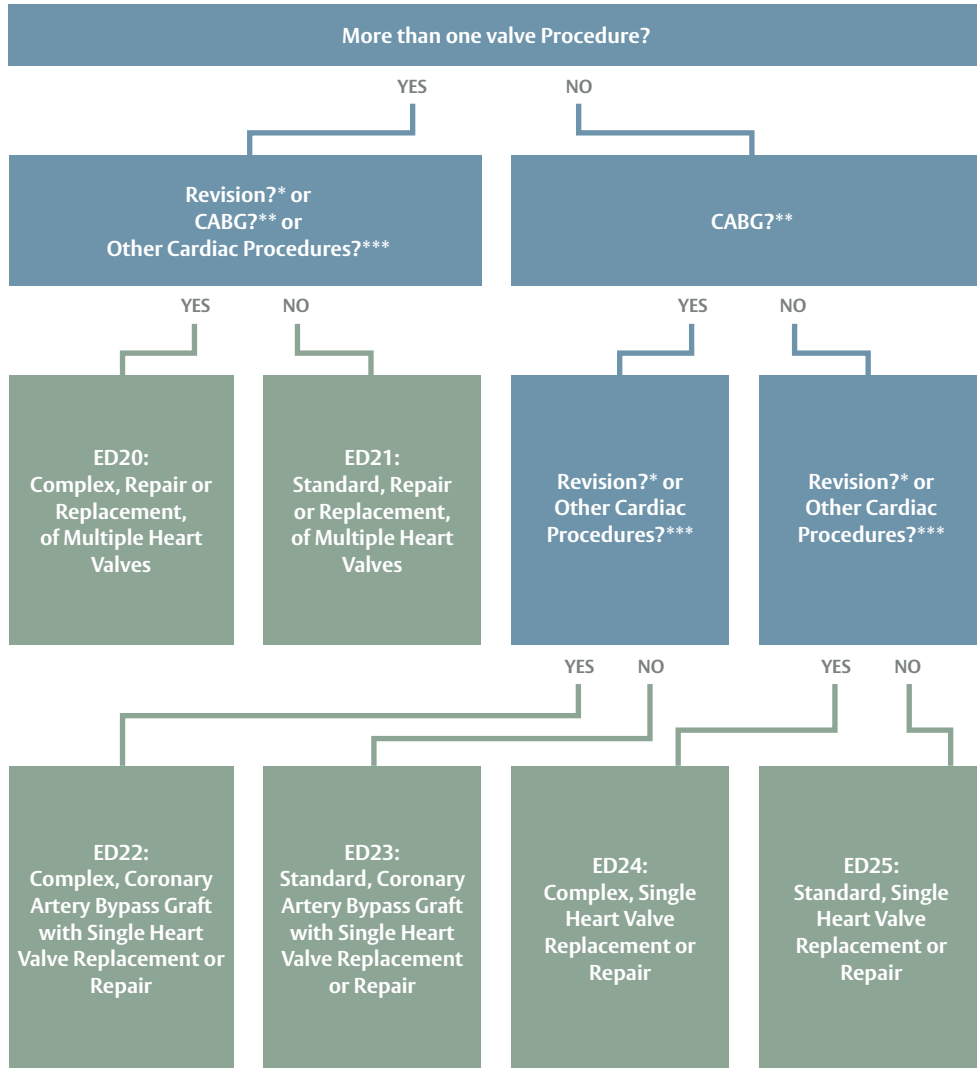 More than one valve Procedure?
YES
NO
Revision?* or
CABG?** or
Other Cardiac Procedures?***
CABG?**
YES
NO
YES
NO
ED20:
Complex, Repair or
Replacement,
of Multiple Heart
Valves
ED21:
Standard, Repair
or Replacement,
of Multiple Heart
Valves
Revision?* or
Other Cardiac
Procedures?***
Revision?* or
Other Cardiac
Procedures?***
YES
NO
YES
NO
ED22:
Complex, Coronary
Artery Bypass Graft
with Single Heart
Valve Replacement or
Repair
ED23:
Standard, Coronary
Artery Bypass Graft
with Single Heart
Valve Replacement
or Repair
ED24:
Complex, Single
Heart Valve
Replacement or
Repair
ED25:
Standard, Single
Heart Valve
Replacement or
Repair